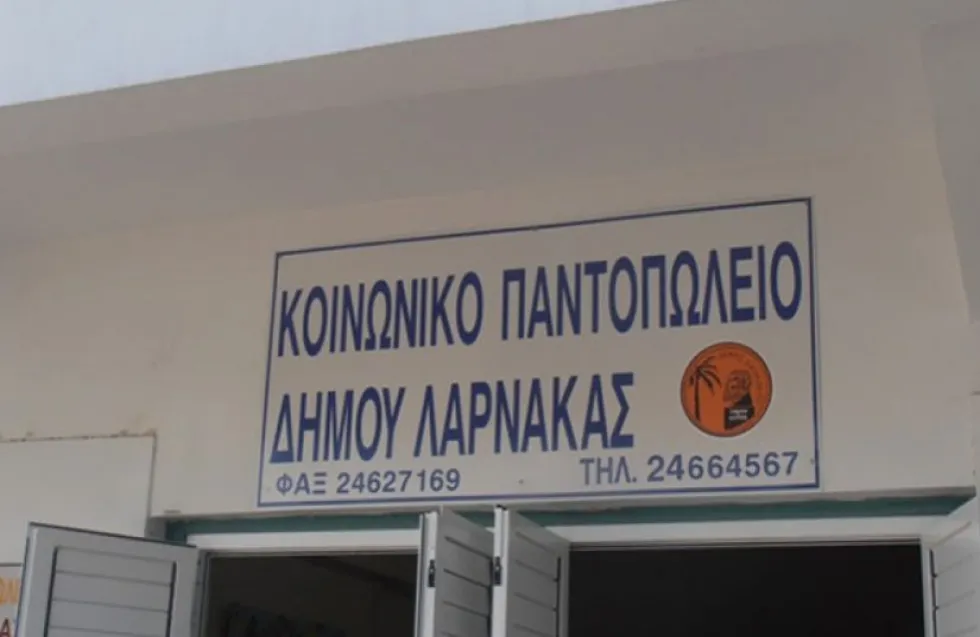 ΚΟΙΝΩΝΙΚΟ ΠΑΝΤΟΠΩΛΕΙΟ
ΔΗΜΟΥ ΛΑΡΝΑΚΑΣ
ΦΑΞ 24627169 ΤΗΛ. 24664567